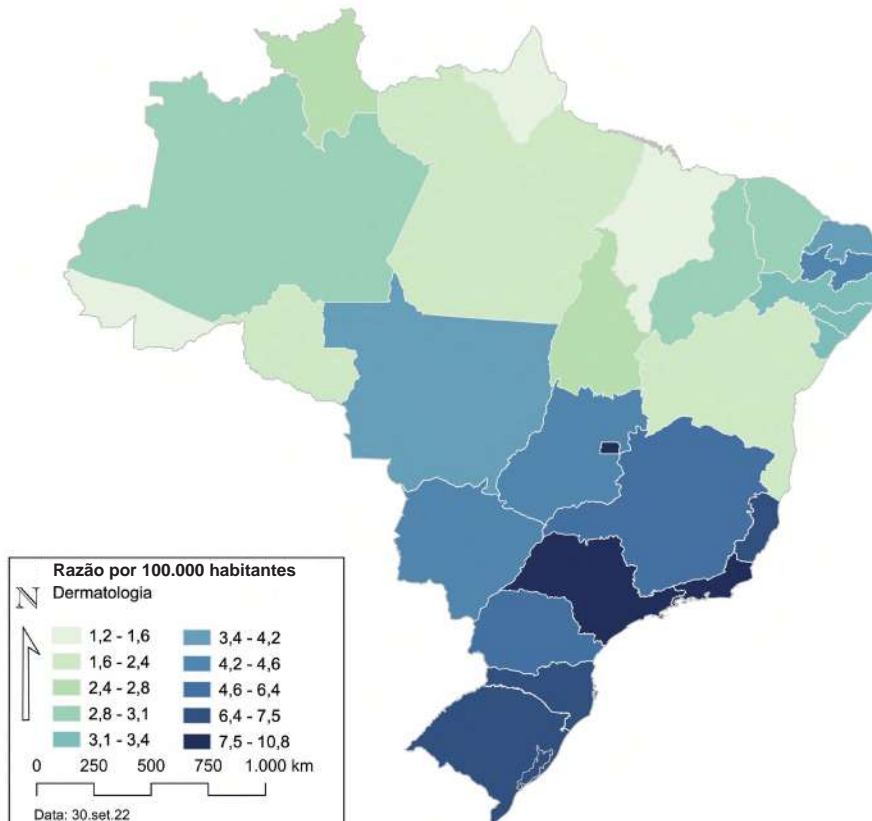 Razão por 100.000 habitantes
N Dermatologia
1,2 - 1,6
1,6 - 2,4
2,4 - 2,8
2,8 - 3,1
3,1 - 3,4
3,4 - 4,2
4,2 - 4,6
4,6 - 6,4
6,4 - 7,5
7,5 - 10,8
0 250 500 750 1.000 km
Data: 30.set.22